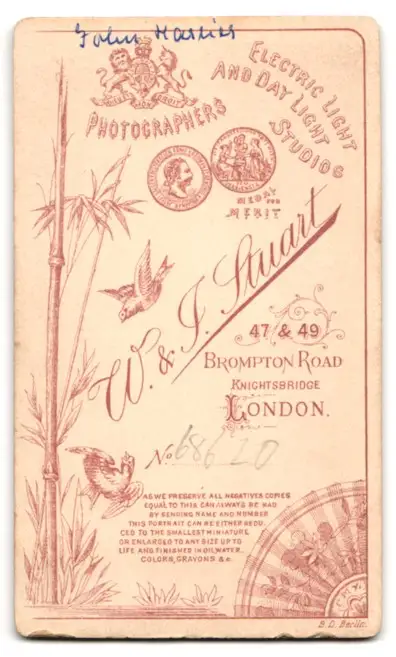 John Harris
PHOTOGRAPHERS
ELECTRIC LIGHT
AND DAY LIGHT
STUDIOS
MEDAL
FOR
MERIT
W. & J. Stuart
47 & 49
BROMPTON ROAD
KNIGHTSBRIDGE
LONDON.
No 68620
AS WE PRESERVE ALL NEGATIVES COPIES
EQUAL TO THIS CAN ALWAYS BE HAD
BY SENDING NAME AND NUMBER
THIS PORTRAIT CAN BE EITHER REDU
CED TO THE SMALLEST MINIATURE
OR ENLARGED TO ANY SIZE UP TO
LIFE AND FINISHED IN OIL, WATER
COLORS, CRAYONS &c.
B. D. Berlin.